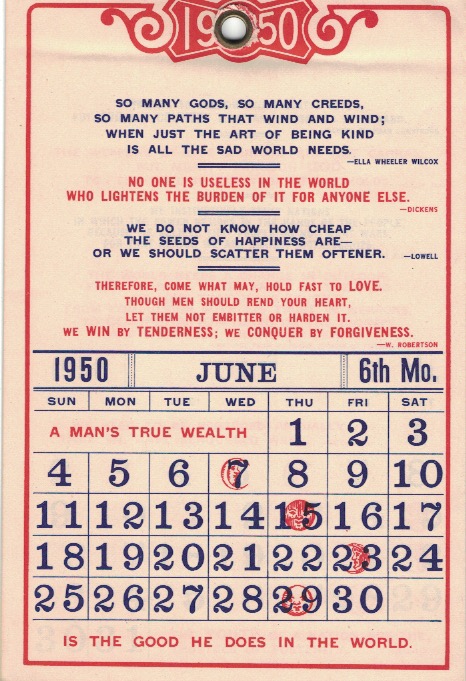 1950
SO MANY GODS, SO MANY CREEDS,
SO MANY PATHS THAT WIND AND WIND;
WHEN JUST THE ART OF BEING KIND
IS ALL THE SAD WORLD NEEDS.
—ELLA WHEELER WILCOX
NO ONE IS USELESS IN THE WORLD
WHO LIGHTENS THE BURDEN OF IT FOR ANYONE ELSE.
—DICKENS
WE DO NOT KNOW HOW CHEAP
THE SEEDS OF HAPPINESS ARE—
OR WE SHOULD SCATTER THEM OFTENER. —LOWELL
THEREFORE, COME WHAT MAY, HOLD FAST TO LOVE.
THOUGH MEN SHOULD REND YOUR HEART,
LET THEM NOT EMBITTER OR HARDEN IT.
WE WIN BY TENDERNESS; WE CONQUER BY FORGIVENESS.
—W. ROBERTSON
1950 JUNE 6th Mo.
SUN MON TUE WED THU FRI SAT
A MAN'S TRUE WEALTH 1 2 3
4 5 6 7 8 9 10
11 12 13 14 15 16 17
18 19 20 21 22 23 24
25 26 27 28 29 30
IS THE GOOD HE DOES IN THE WORLD.